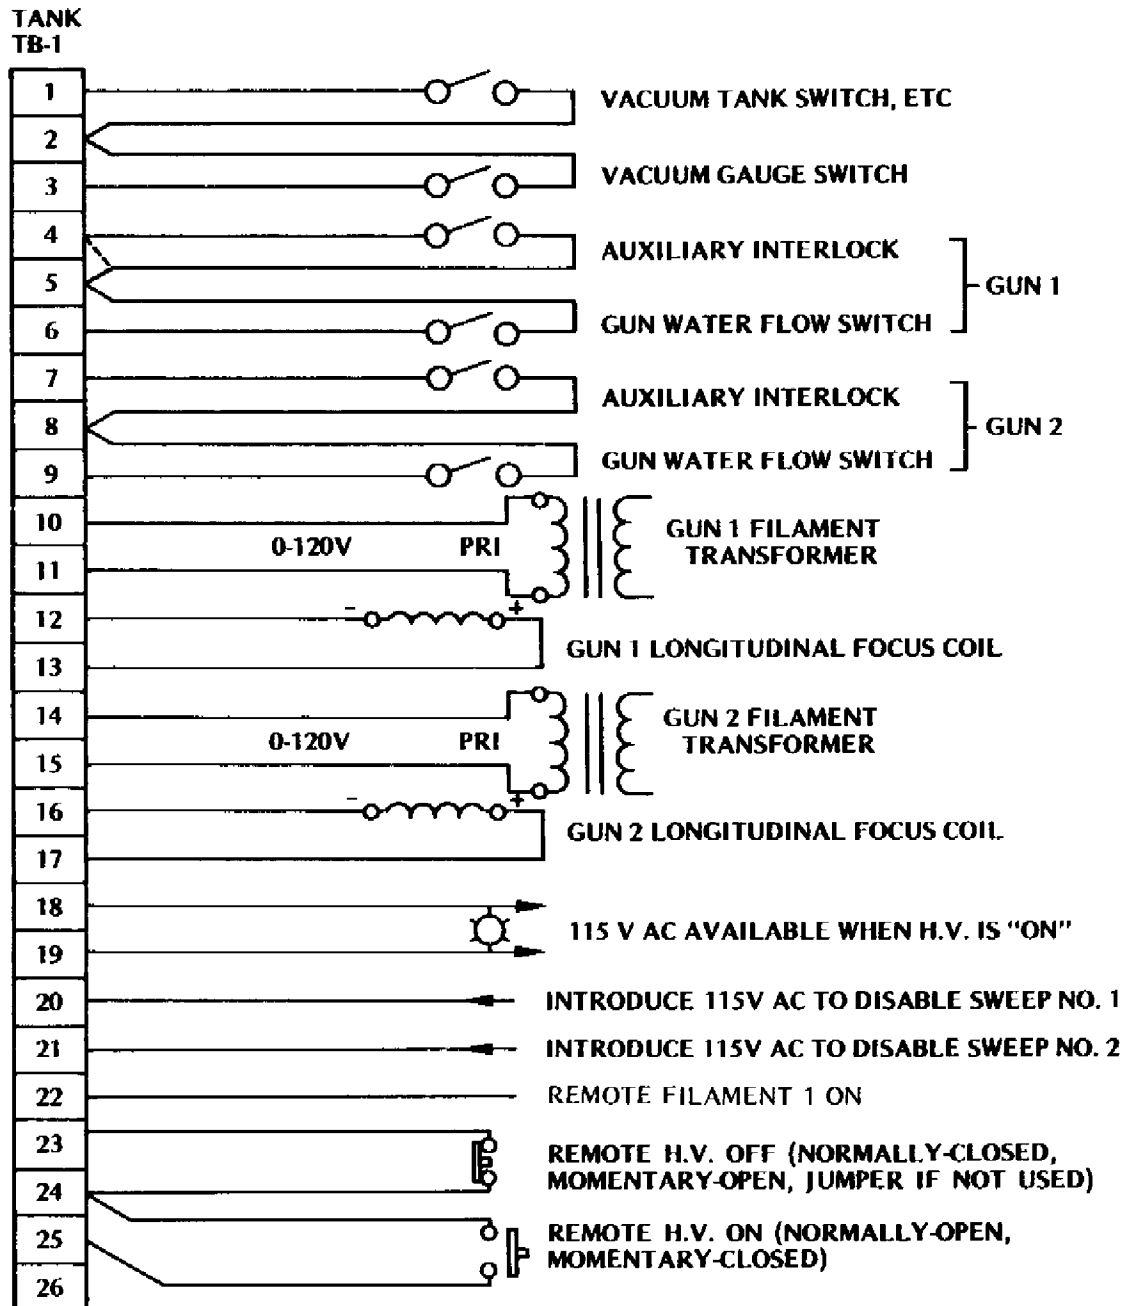 TANK
TB-1
1
VACUUM TANK SWITCH, ETC
2
3
VACUUM GAUGE SWITCH
4
AUXILIARY INTERLOCK
5
GUN 1
6
GUN WATER FLOW SWITCH
7
AUXILIARY INTERLOCK
8
GUN 2
9
GUN WATER FLOW SWITCH
10
GUN 1 FILAMENT
TRANSFORMER
0-120V PRI
11
12
- +
13
GUN 1 LONGITUDINAL FOCUS COIL
14
GUN 2 FILAMENT
TRANSFORMER
0-120V PRI
15
16
- +
GUN 2 LONGITUDINAL FOCUS COIL
17
18
115 V AC AVAILABLE WHEN H.V. IS "ON"
19
20
INTRODUCE 115V AC TO DISABLE SWEEP NO. 1
21
INTRODUCE 115V AC TO DISABLE SWEEP NO. 2
22
REMOTE FILAMENT 1 ON
23
REMOTE H.V. OFF (NORMALLY-CLOSED,
MOMENTARY-OPEN, JUMPER IF NOT USED)
24
25
REMOTE H.V. ON (NORMALLY-OPEN,
MOMENTARY-CLOSED)
26